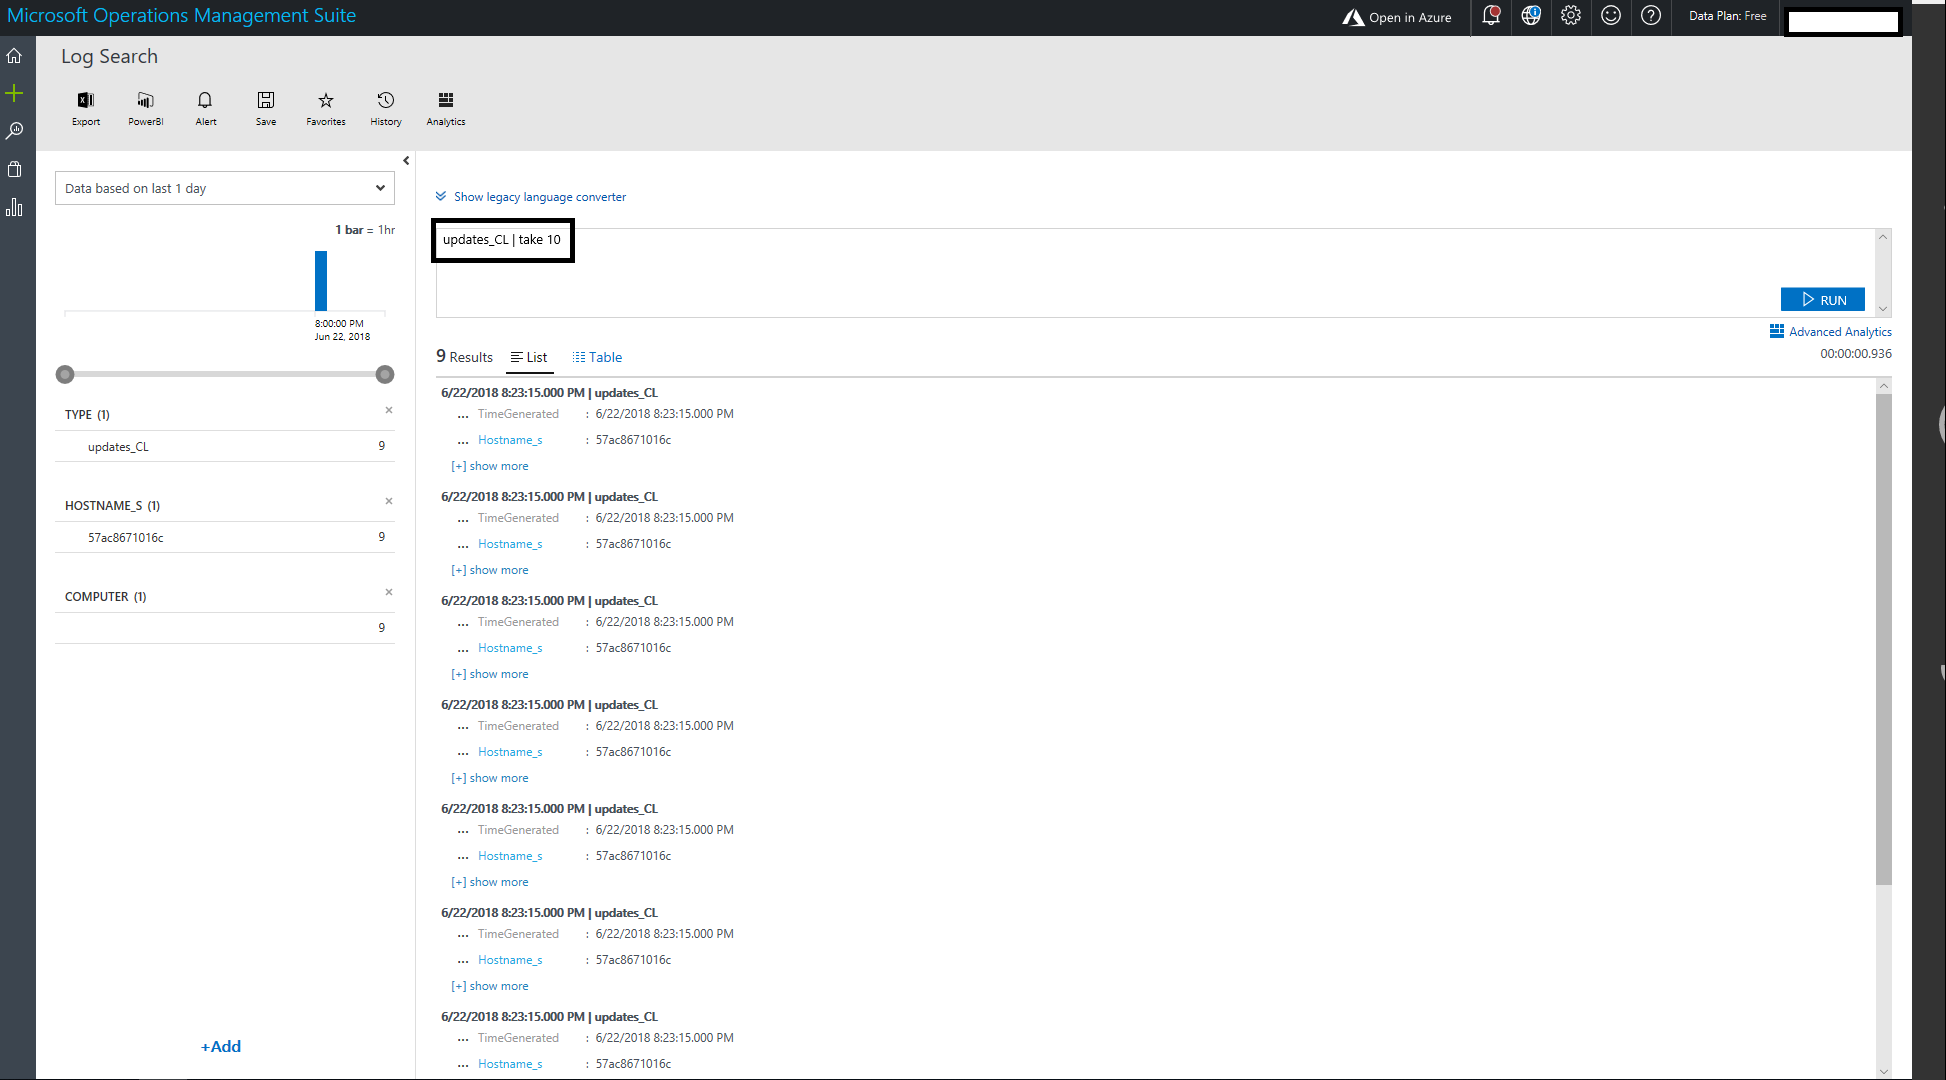 Microsoft Operations Management Suite
Open in Azure
Data Plan: Free
Log Search
Export
PowerBI
Alert
Save
Favorites
History
Analytics
Data based on last 1 day
1 bar = 1hr
8:00:00 PM
Jun 22, 2018
TYPE (1)
updates_CL 9
HOSTNAME_S (1)
57ac8671016c 9
COMPUTER (1)
9
+Add
Show legacy language converter
updates_CL | take 10
RUN
Advanced Analytics
00:00:00.936
9 Results List Table
6/22/2018 8:23:15.000 PM | updates_CL
... TimeGenerated : 6/22/2018 8:23:15.000 PM
... Hostname_s : 57ac8671016c
[+] show more
6/22/2018 8:23:15.000 PM | updates_CL
... TimeGenerated : 6/22/2018 8:23:15.000 PM
... Hostname_s : 57ac8671016c
[+] show more
6/22/2018 8:23:15.000 PM | updates_CL
... TimeGenerated : 6/22/2018 8:23:15.000 PM
... Hostname_s : 57ac8671016c
[+] show more
6/22/2018 8:23:15.000 PM | updates_CL
... TimeGenerated : 6/22/2018 8:23:15.000 PM
... Hostname_s : 57ac8671016c
[+] show more
6/22/2018 8:23:15.000 PM | updates_CL
... TimeGenerated : 6/22/2018 8:23:15.000 PM
... Hostname_s : 57ac8671016c
[+] show more
6/22/2018 8:23:15.000 PM | updates_CL
... TimeGenerated : 6/22/2018 8:23:15.000 PM
... Hostname_s : 57ac8671016c
[+] show more
6/22/2018 8:23:15.000 PM | updates_CL
... TimeGenerated : 6/22/2018 8:23:15.000 PM
... Hostname_s : 57ac8671016c